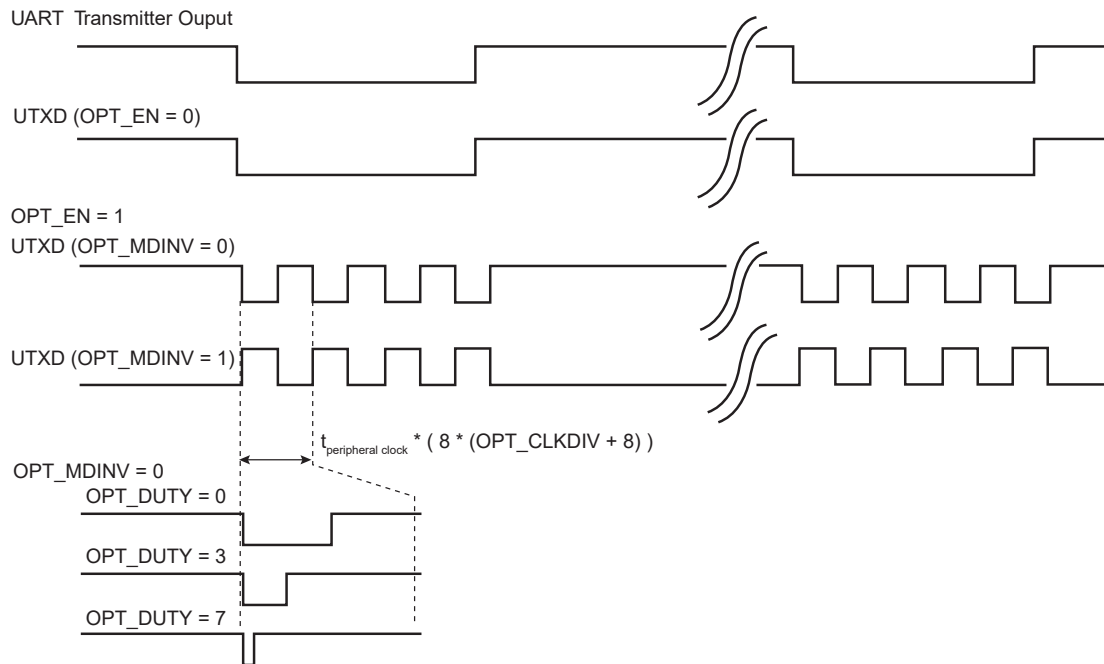 UART Transmitter Ouput
UTXD (OPT_EN = 0)
OPT_EN = 1
UTXD (OPT_MDINV = 0)
UTXD (OPT_MDINV = 1)
t peripheral clock * ( 8 * (OPT_CLKDIV + 8) )
OPT_MDINV = 0
OPT_DUTY = 0
OPT_DUTY = 3
OPT_DUTY = 7